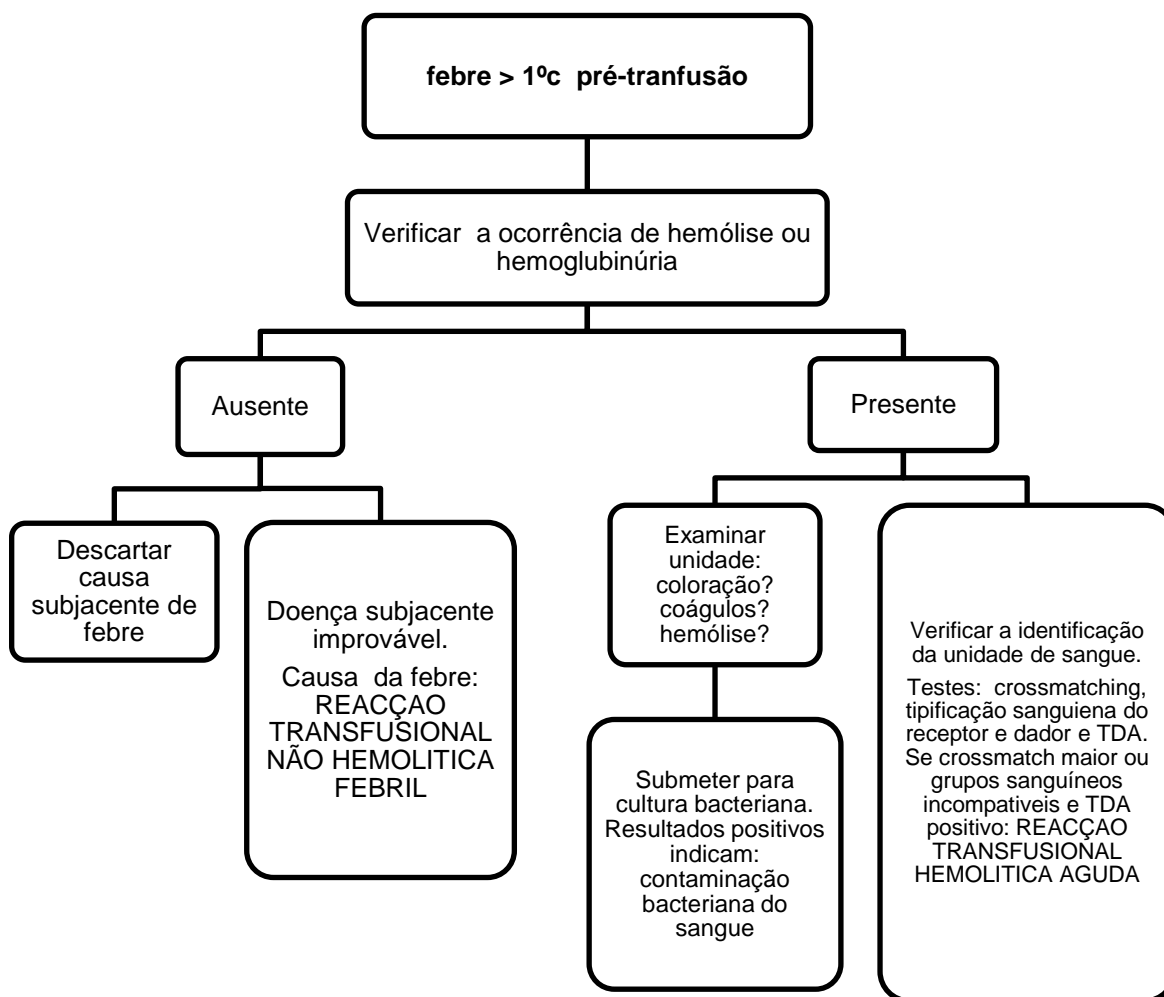 febre > 1ºc pré-tranfusão
Verificar a ocorrência de hemólise ou
hemoglubinúria
Ausente
Presente
Descartar
causa
subjacente de
febre
Doença subjacente
improvável.
Causa da febre:
REACÇAO
TRANSFUSIONAL
NÃO HEMOLITICA
FEBRIL
Examinar
unidade:
coloração?
coágulos?
hemólise?
Submeter para
cultura bacteriana.
Resultados positivos
indicam:
contaminação
bacteriana do
sangue
Verificar a identificação
da unidade de sangue.
Testes: crossmatching,
tipificação sanguiena do
receptor e dador e TDA.
Se crossmatch maior ou
grupos sanguíneos
incompativeis e TDA
positivo: REACÇAO
TRANSFUSIONAL
HEMOLITICA AGUDA